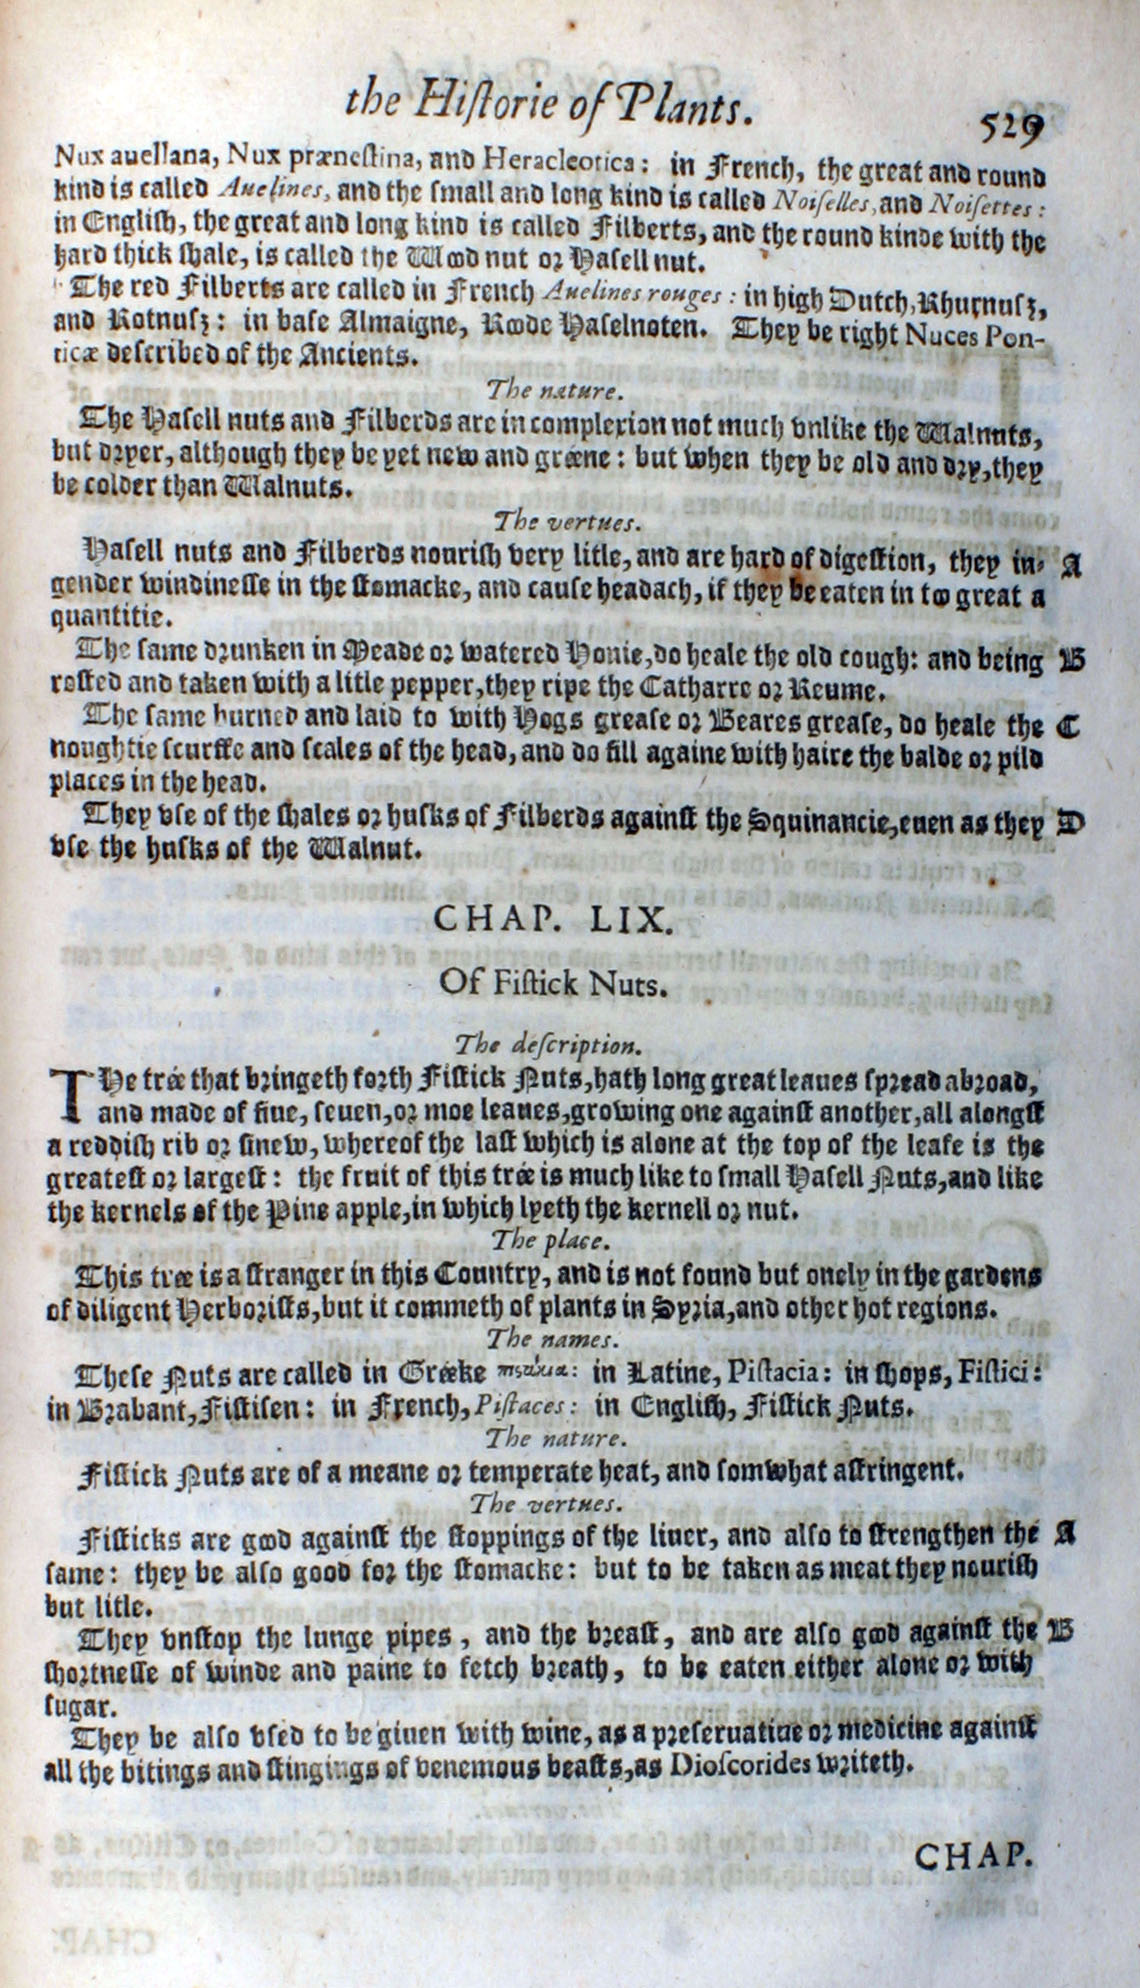 the Hiſtorie of Plants.
529
Nux auellana, Nux præneſtina, and Heracleotica: in French, the great and round
kind is called Auelines, and the ſmall and long kind is called Noiſelles, and Noiſettes:
in Engliſh, the great and long kind is called Filberts, and the round kinde with the
hard thick ſhale, is called the Wood nut or Haſell nut.
The red Filberts are called in French Auelines rouges: in high Dutch, Rhurnuſz,
and Rotnuſz: in baſe Almaigne, Roode Haſelnoten. They be right Nuces Pon-
ticæ deſcribed of the Ancients.
The nature.
The Haſell nuts and Filberds are in complexion not much vnlike the Walnuts,
but dryer, although they be yet new and greene: but when they be old and dry, they
be colder than Walnuts.
The vertues.
Haſell nuts and Filberds nouriſh very litle, and are hard of digeſtion, they in- A
gender windineſſe in the ſtomacke, and cauſe headach, if they be eaten in too great a
quantitie.
The ſame drunken in Meade or watered Honie, do heale the old cough: and being B
roſted and taken with a litle pepper, they ripe the Catharre or Reume.
The ſame burned and laid to with Hogs greaſe or Beares greaſe, do heale the C
noughtie ſcurffe and ſcales of the head, and do fill againe with haire the balde or pild
places in the head.
They vſe of the ſhales or huſks of Filberds againſt the Squinancie, euen as they D
vſe the huſks of the Walnut.
CHAP. LIX.
Of Fiſtick Nuts.
The deſcription.
THe tree that bringeth forth Fiſtick Nuts, hath long great leaues ſpread abroad,
and made of fiue, ſeuen, or moe leaues, growing one againſt another, all alongſt
a reddiſh rib or ſinew, whereof the laſt which is alone at the top of the leafe is the
greateſt or largeſt: the fruit of this tree is much like to ſmall Haſell Nuts, and like
the kernels of the Pine apple, in which lyeth the kernell or nut.
The place.
This tree is a ſtranger in this Country, and is not found but onely in the gardens
of diligent Herboriſts, but it commeth of plants in Syria, and other hot regions.
The names.
Theſe Nuts are called in Greeke πιςάκια: in Latine, Piſtacia: in ſhops, Fiſtici:
in Brabant, Fiſtiſen: in French, Piſtaces: in Engliſh, Fiſtick Nuts.
The nature.
Fiſtick Nuts are of a meane or temperate heat, and ſomwhat aſtringent.
The vertues.
Fiſticks are good againſt the ſtoppings of the liuer, and alſo to ſtrengthen the A
ſame: they be alſo good for the ſtomacke: but to be taken as meat they nouriſh
but litle.
They vnſtop the lunge pipes, and the breaſt, and are alſo good againſt the B
ſhortneſſe of winde and paine to fetch breath, to be eaten either alone or with
ſugar.
They be alſo vſed to be giuen with wine, as a preſeruatiue or medicine againſt
all the bitings and ſtingings of venemous beaſts, as Dioſcorides writeth.
CHAP.